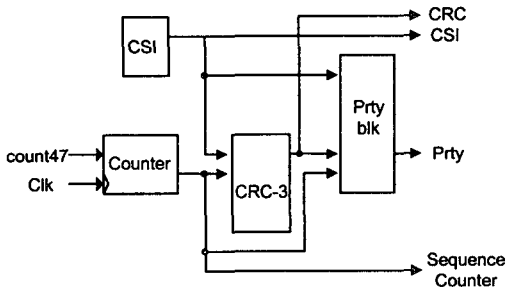 CRC
CSI
CSI
Prty
blk
count47
Counter
Prty
Clk
CRC-3
Sequence
Counter